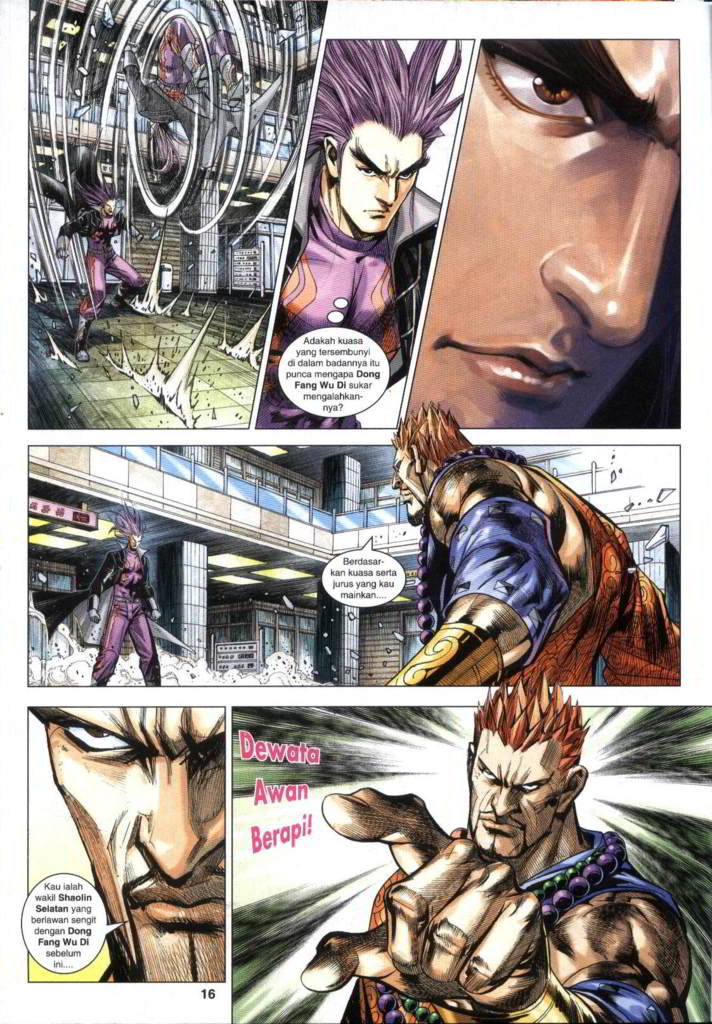 Adakah kuasa
yang tersembunyi
di dalam badannya itu
punca mengapa Dong
Fang Wu Di sukar
mengalahkan-
nya?
Berdasar-
kan kuasa serta
jurus yang kau
mainkan....
Kau ialah
wakil Shaolin
Selatan yang
berlawan sengit
dengan Dong
Fang Wu Di
sebelum
ini....
Dewata
Awan
Berapi!
16